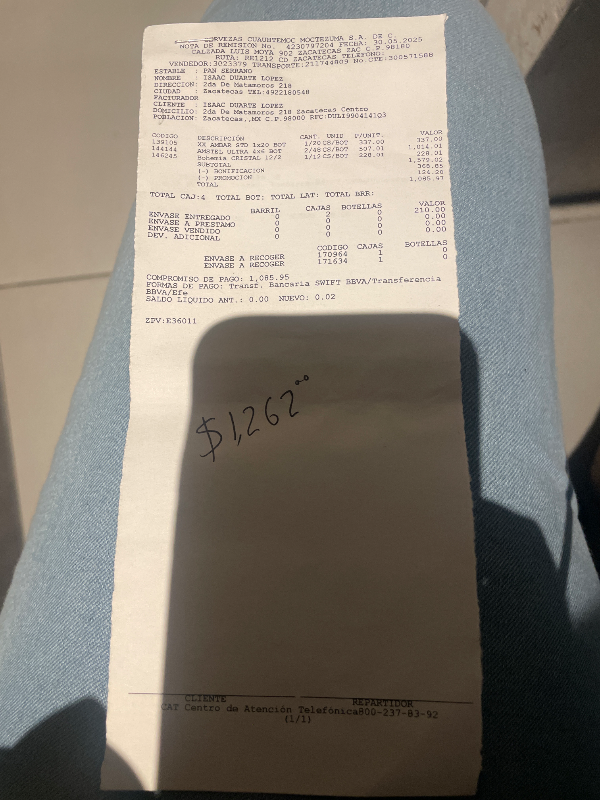 CERVEZAS CUAUHTEMOC MOCTEZUMA S.A. DE C.
NOTA DE REMISION No. 4230797204 FECHA: 30.05.2025
CALZADA LUIS MOYA 902 ZACATECAS ZAC C.P.98180
RUTA: RR1212 CD ZACATECAS TELEFONO:
VENDEDOR:3023379 TRANSPORTE:211744809 No.CTE:300571586
ESTABLE : PAN SERRANO
NOMBRE : ISAAC DUARTE LOPEZ
DIRECCION: 2da De Matamoros 218
CIUDAD : Zacatecas TEL:4922180548
FACTURADOR
CLIENTE : ISAAC DUARTE LOPEZ
DOMICILIO: 2da De Matamoros 218 Zacatecas Centro
POBLACION: Zacatecas,,MX C.P.98000 RFC:DULI990414103
CODIGO DESCRIPCIÓN CANT. UNID P/UNIT. VALOR
138105 XX AMBAR STD 1x20 BOT 1/20 CS/BOT 337.00 337.00
144144 AMSTEL ULTRA 4X6 BOT 2/48 CS/BOT 507.01 1,014.01
146245 Bohemia CRISTAL 12/2 1/12 CS/BOT 228.01 228.01
SUBTOTAL 1,579.02
(-) BONIFICACION 368.85
(-) PROMOCION 124.20
TOTAL 1,085.97
TOTAL CAJ:4 TOTAL BOT: TOTAL LAT: TOTAL BRR:
BARRIL CAJAS BOTELLAS VALOR
ENVASE ENTREGADO 0 2 0 210.00
ENVASE A PRESTAMO 0 0 0 0.00
ENVASE VENDIDO 0 0 0 0.00
DEV. ADICIONAL 0 0 0 0.00
CODIGO CAJAS BOTELLAS
ENVASE A RECOGER 170964 1 0
ENVASE A RECOGER 171634 1 0
COMPROMISO DE PAGO: 1,085.95
FORMAS DE PAGO: Transf. Bancaria SWIFT BBVA/Transferencia
BBVA/Efe
SALDO LIQUIDO ANT.: 0.00 NUEVO: 0.02
ZPV:E36011
$1,262.00
CLIENTE REPARTIDOR
CAT Centro de Atención Telefónica800-237-83-92
(1/1)